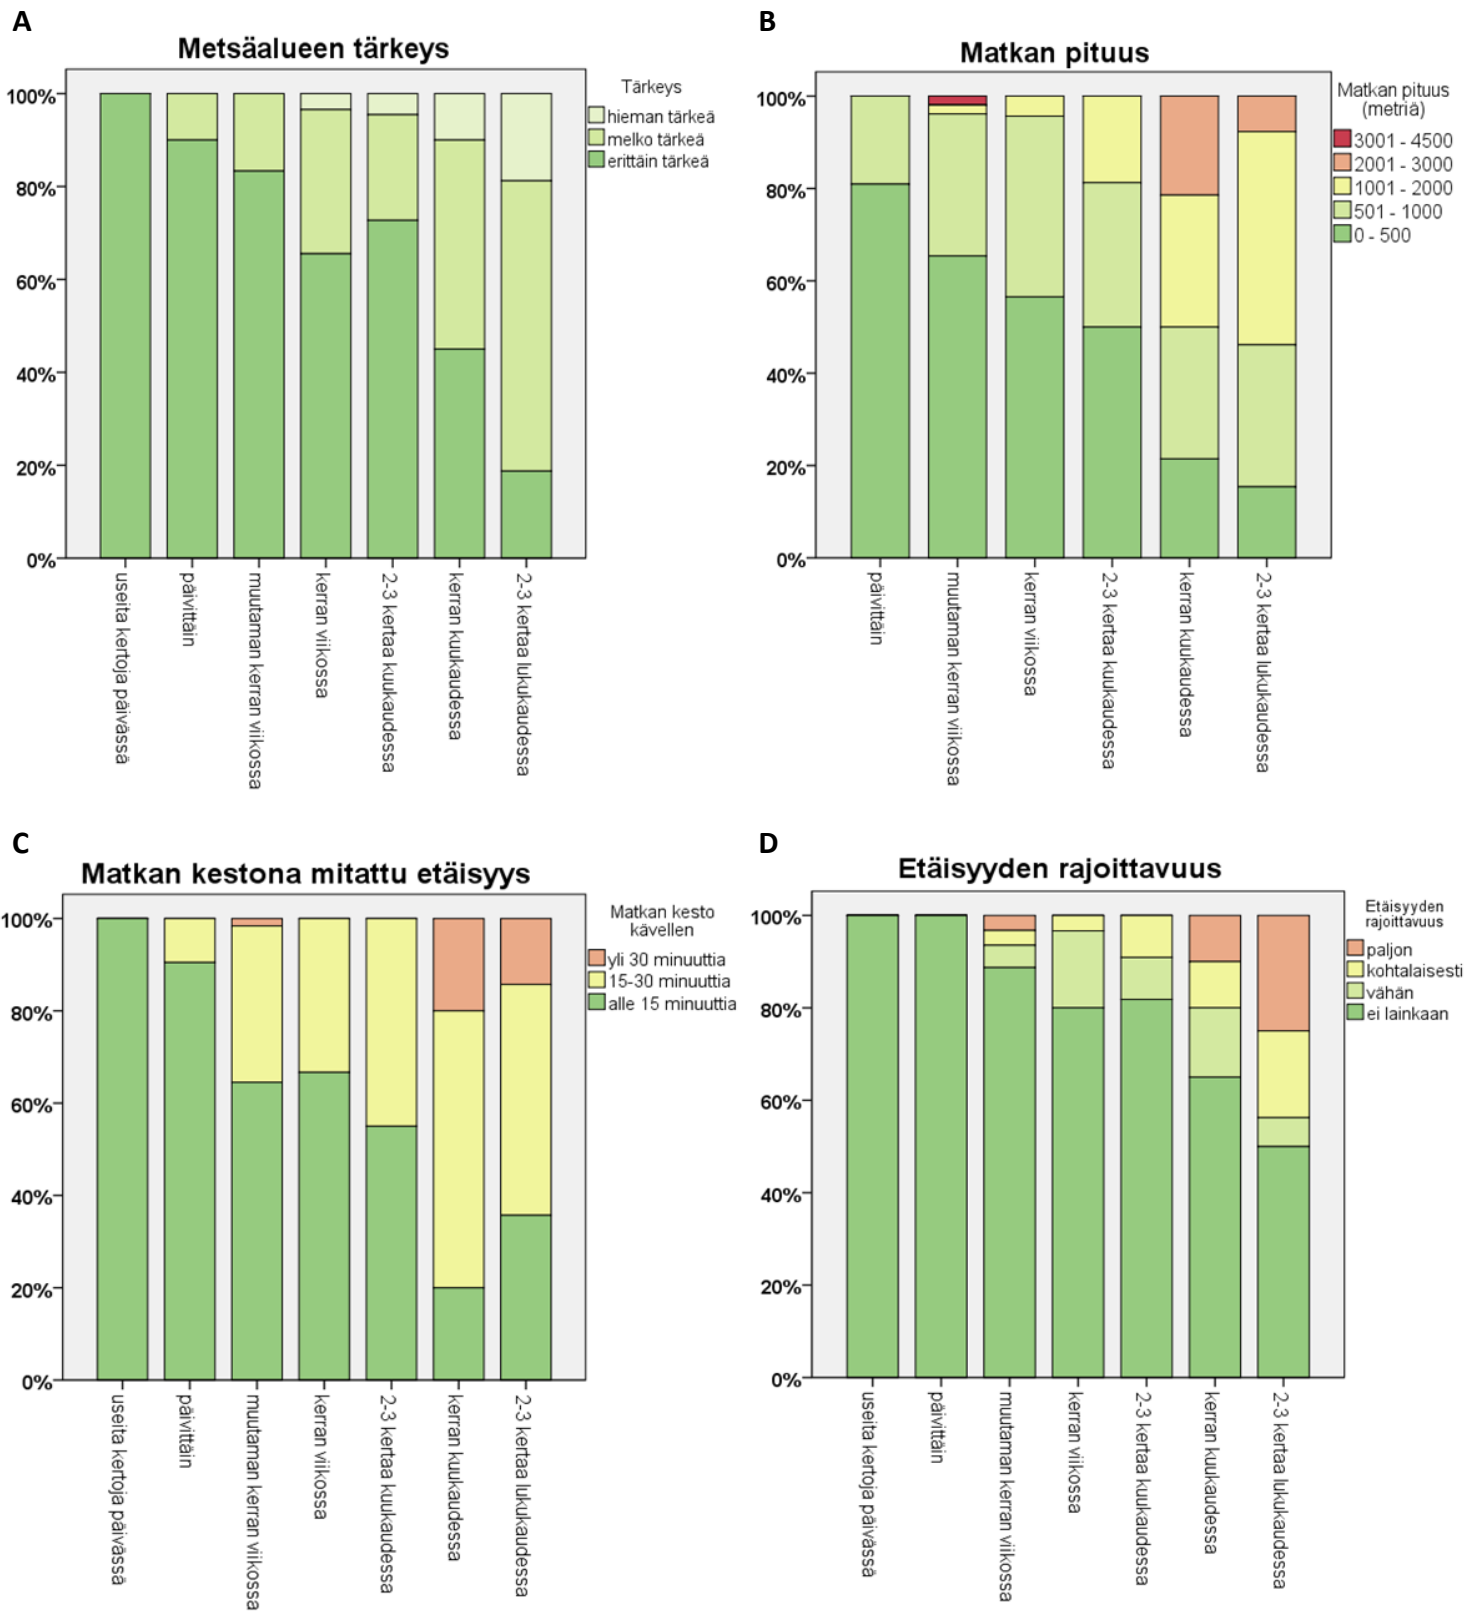 A
Metsäalueen tärkeys
100%
80%
60%
40%
20%
0%
useita kertoja päivässä
päivittäin
muutaman kerran viikossa
kerran viikossa
2-3 kertaa kuukaudessa
kerran kuukaudessa
2-3 kertaa lukukaudessa
Tärkeys
hieman tärkeä
melko tärkeä
erittäin tärkeä
B
Matkan pituus
100%
80%
60%
40%
20%
0%
päivittäin
muutaman kerran viikossa
kerran viikossa
2-3 kertaa kuukaudessa
kerran kuukaudessa
2-3 kertaa lukukaudessa
Matkan pituus
(metriä)
3001 - 4500
2001 - 3000
1001 - 2000
501 - 1000
0 - 500
C
Matkan kestona mitattu etäisyys
100%
80%
60%
40%
20%
0%
useita kertoja päivässä
päivittäin
muutaman kerran viikossa
kerran viikossa
2-3 kertaa kuukaudessa
kerran kuukaudessa
2-3 kertaa lukukaudessa
Matkan kesto
kävellen
yli 30 minuuttia
15-30 minuuttia
alle 15 minuuttia
D
Etäisyyden rajoittavuus
100%
80%
60%
40%
20%
0%
useita kertoja päivässä
päivittäin
muutaman kerran viikossa
kerran viikossa
2-3 kertaa kuukaudessa
kerran kuukaudessa
2-3 kertaa lukukaudessa
Etäisyyden
rajoittavuus
paljon
kohtalaisesti
vähän
ei lainkaan